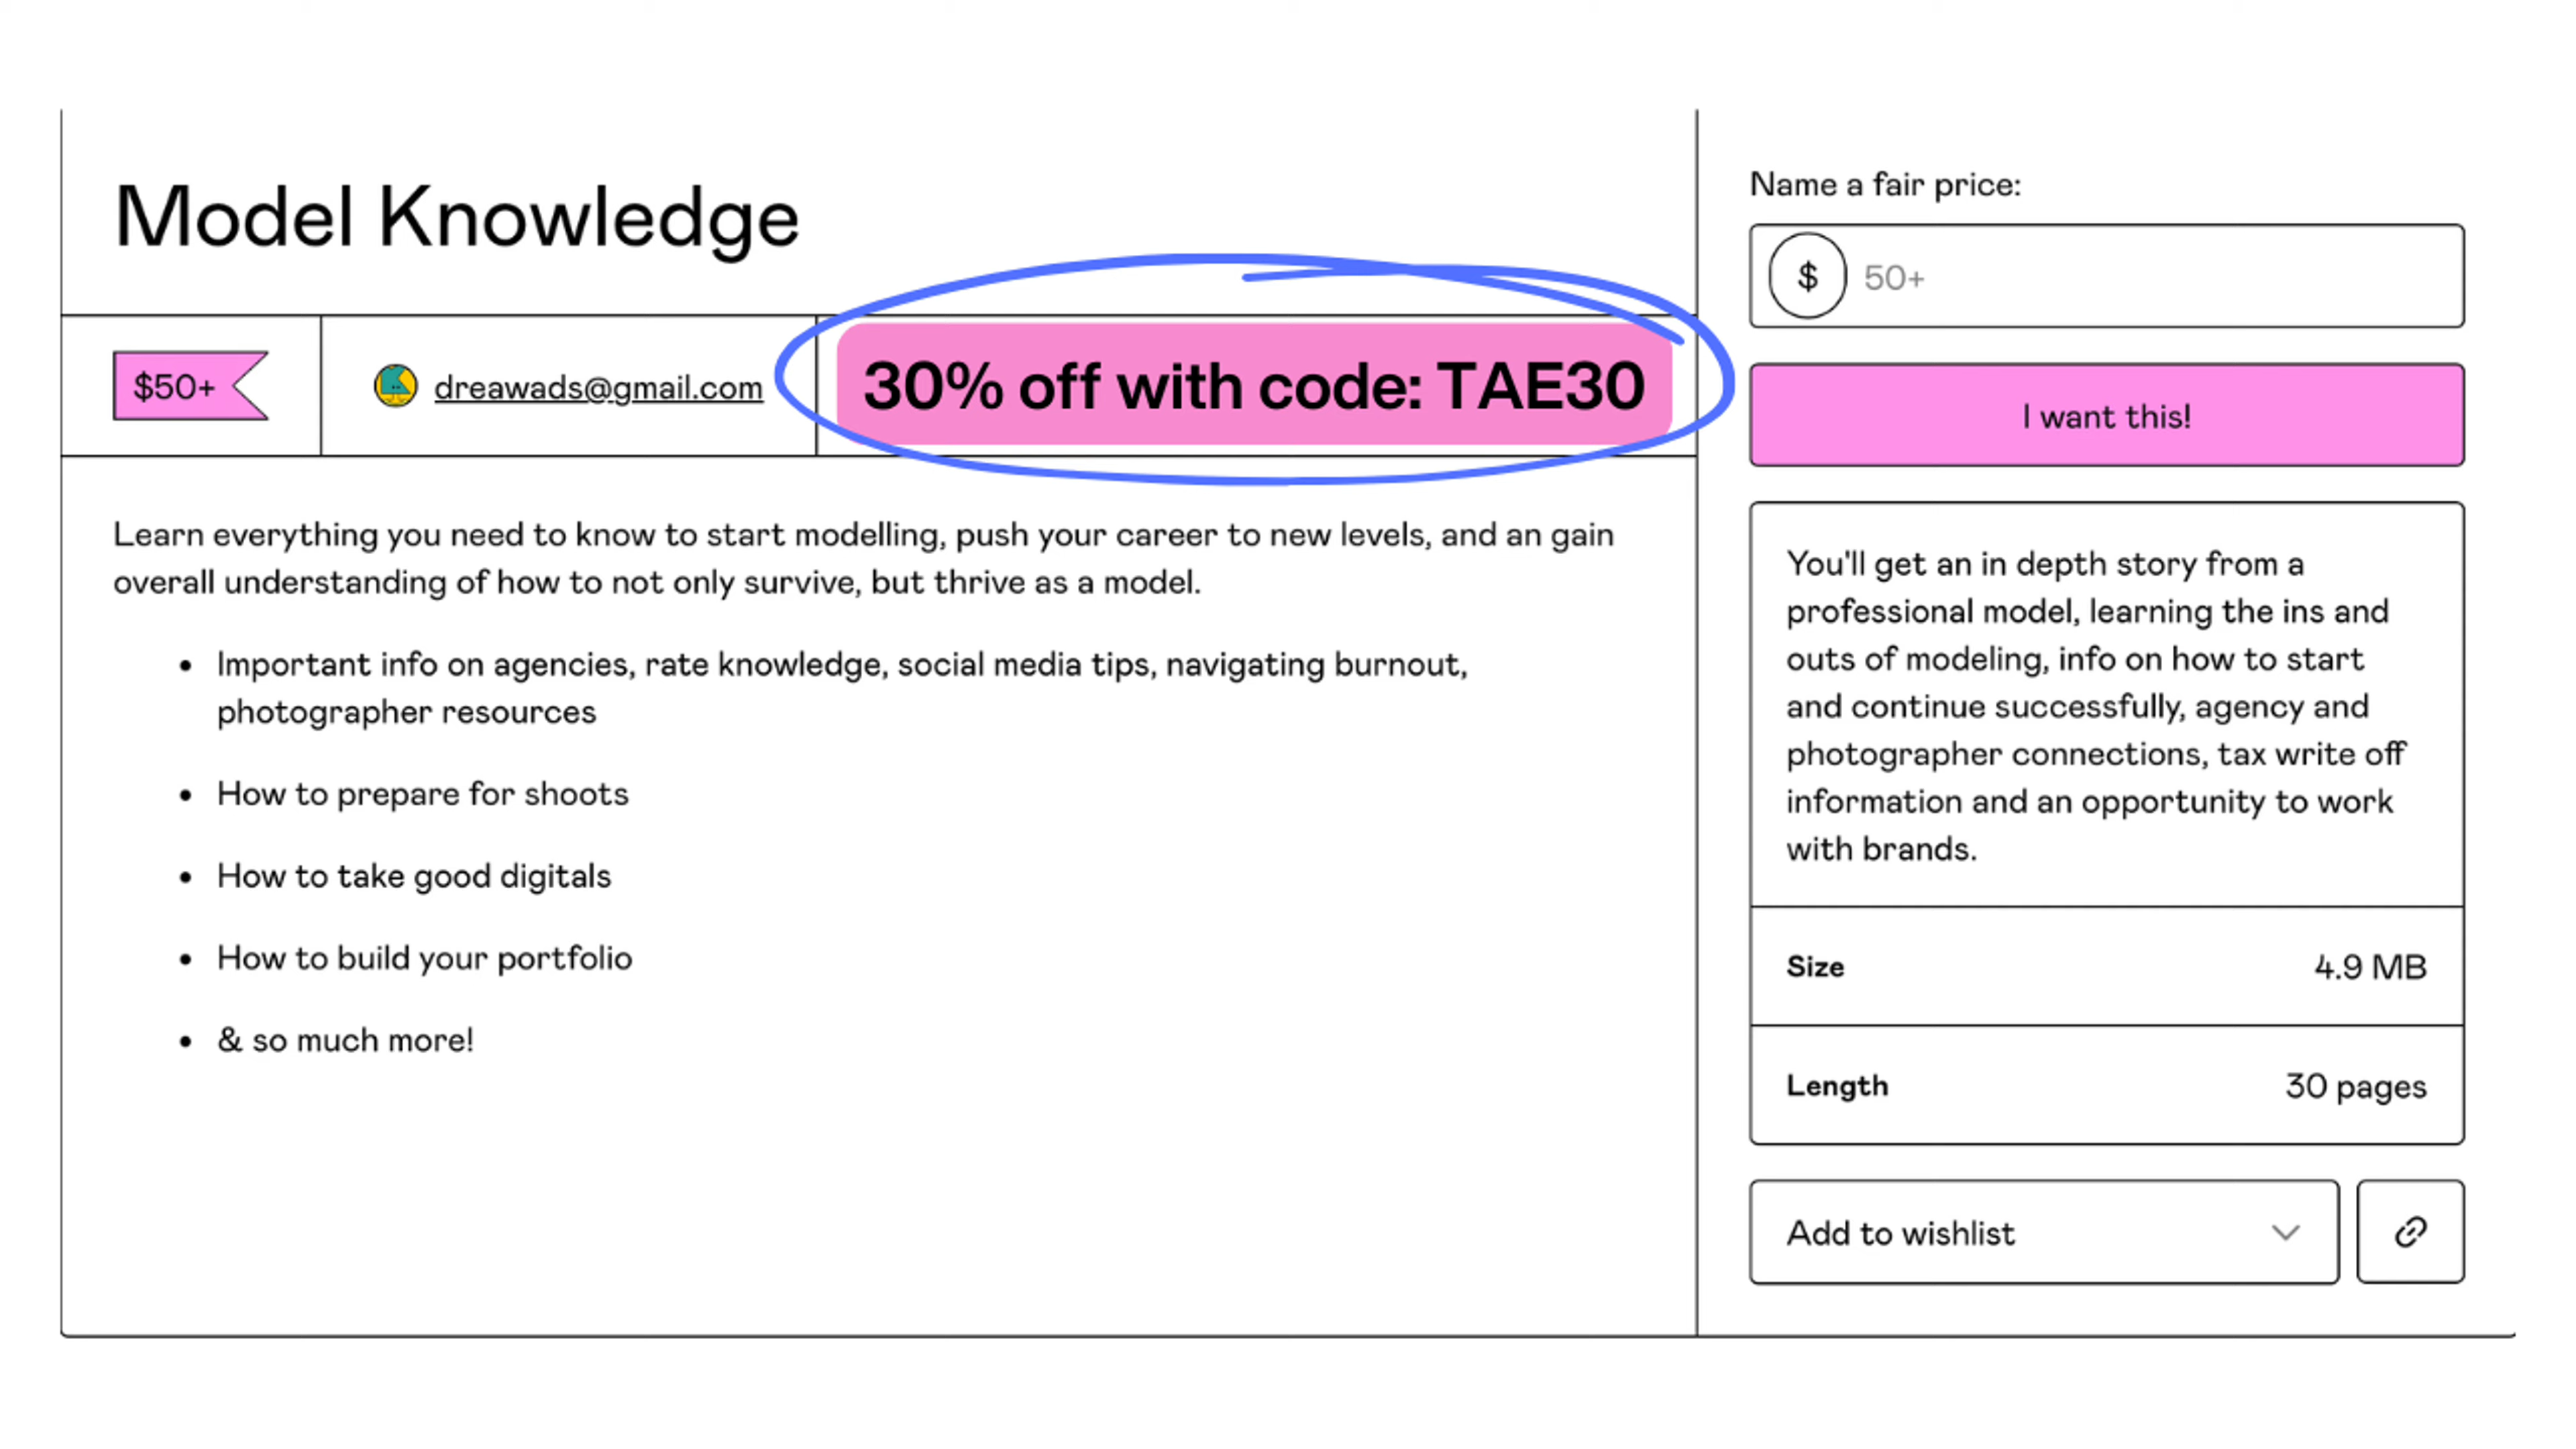 Model Knowledge
$50+
dreawads@gmail.com
30% off with code: TAE30
Learn everything you need to know to start modelling, push your career to new levels, and an gain
overall understanding of how to not only survive, but thrive as a model.
• Important info on agencies, rate knowledge, social media tips, navigating burnout,
photographer resources
• How to prepare for shoots
• How to take good digitals
• How to build your portfolio
• & so much more!
Name a fair price:
$ 50+
I want this!
You'll get an in depth story from a
professional model, learning the ins and
outs of modeling, info on how to start
and continue successfully, agency and
photographer connections, tax write off
information and an opportunity to work
with brands.
Size 4.9 MB
Length 30 pages
Add to wishlist